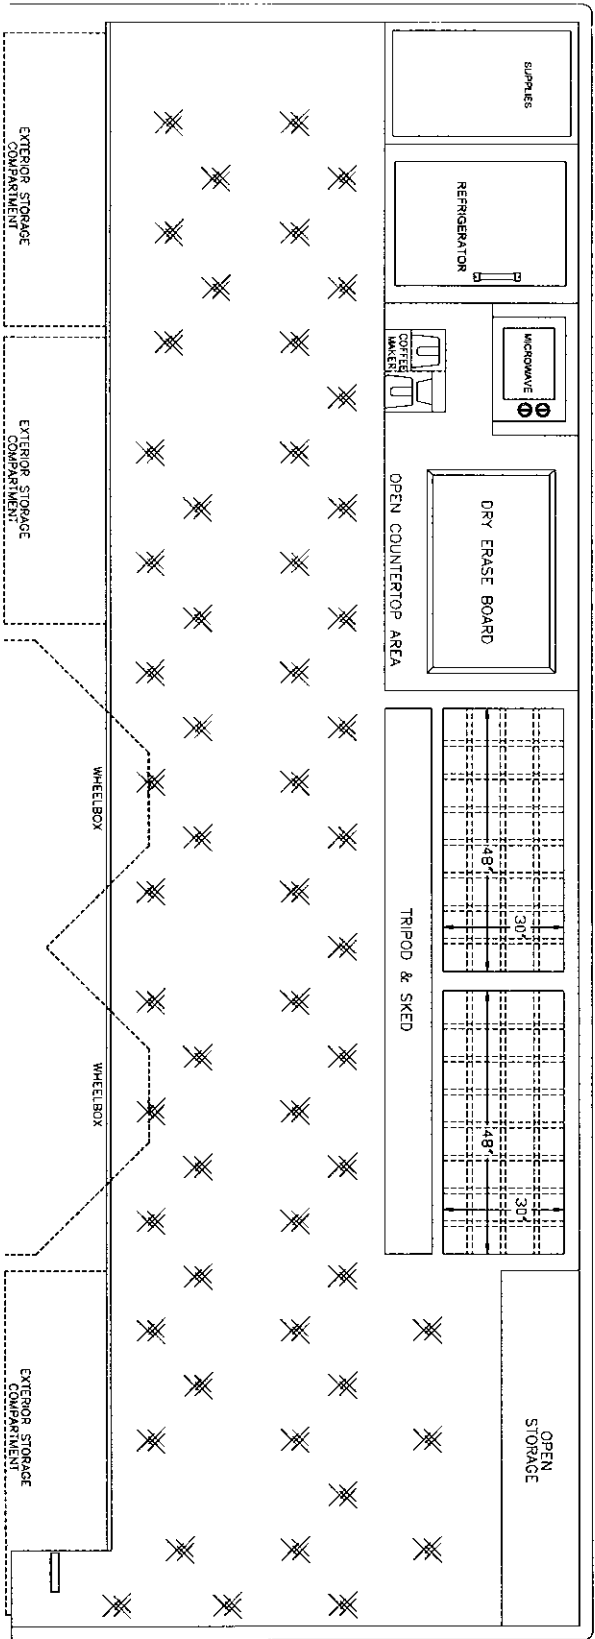 SUPPLIES
REFRIGERATOR
MICROWAVE
COFFEE
MAKER
DRY ERASE BOARD
OPEN COUNTERTOP AREA
48"
30"
48"
30"
TRIPOD & SKED
OPEN
STORAGE
EXTERIOR STORAGE
COMPARTMENT
EXTERIOR STORAGE
COMPARTMENT
WHEELBOX
WHEELBOX
EXTERIOR STORAGE
COMPARTMENT